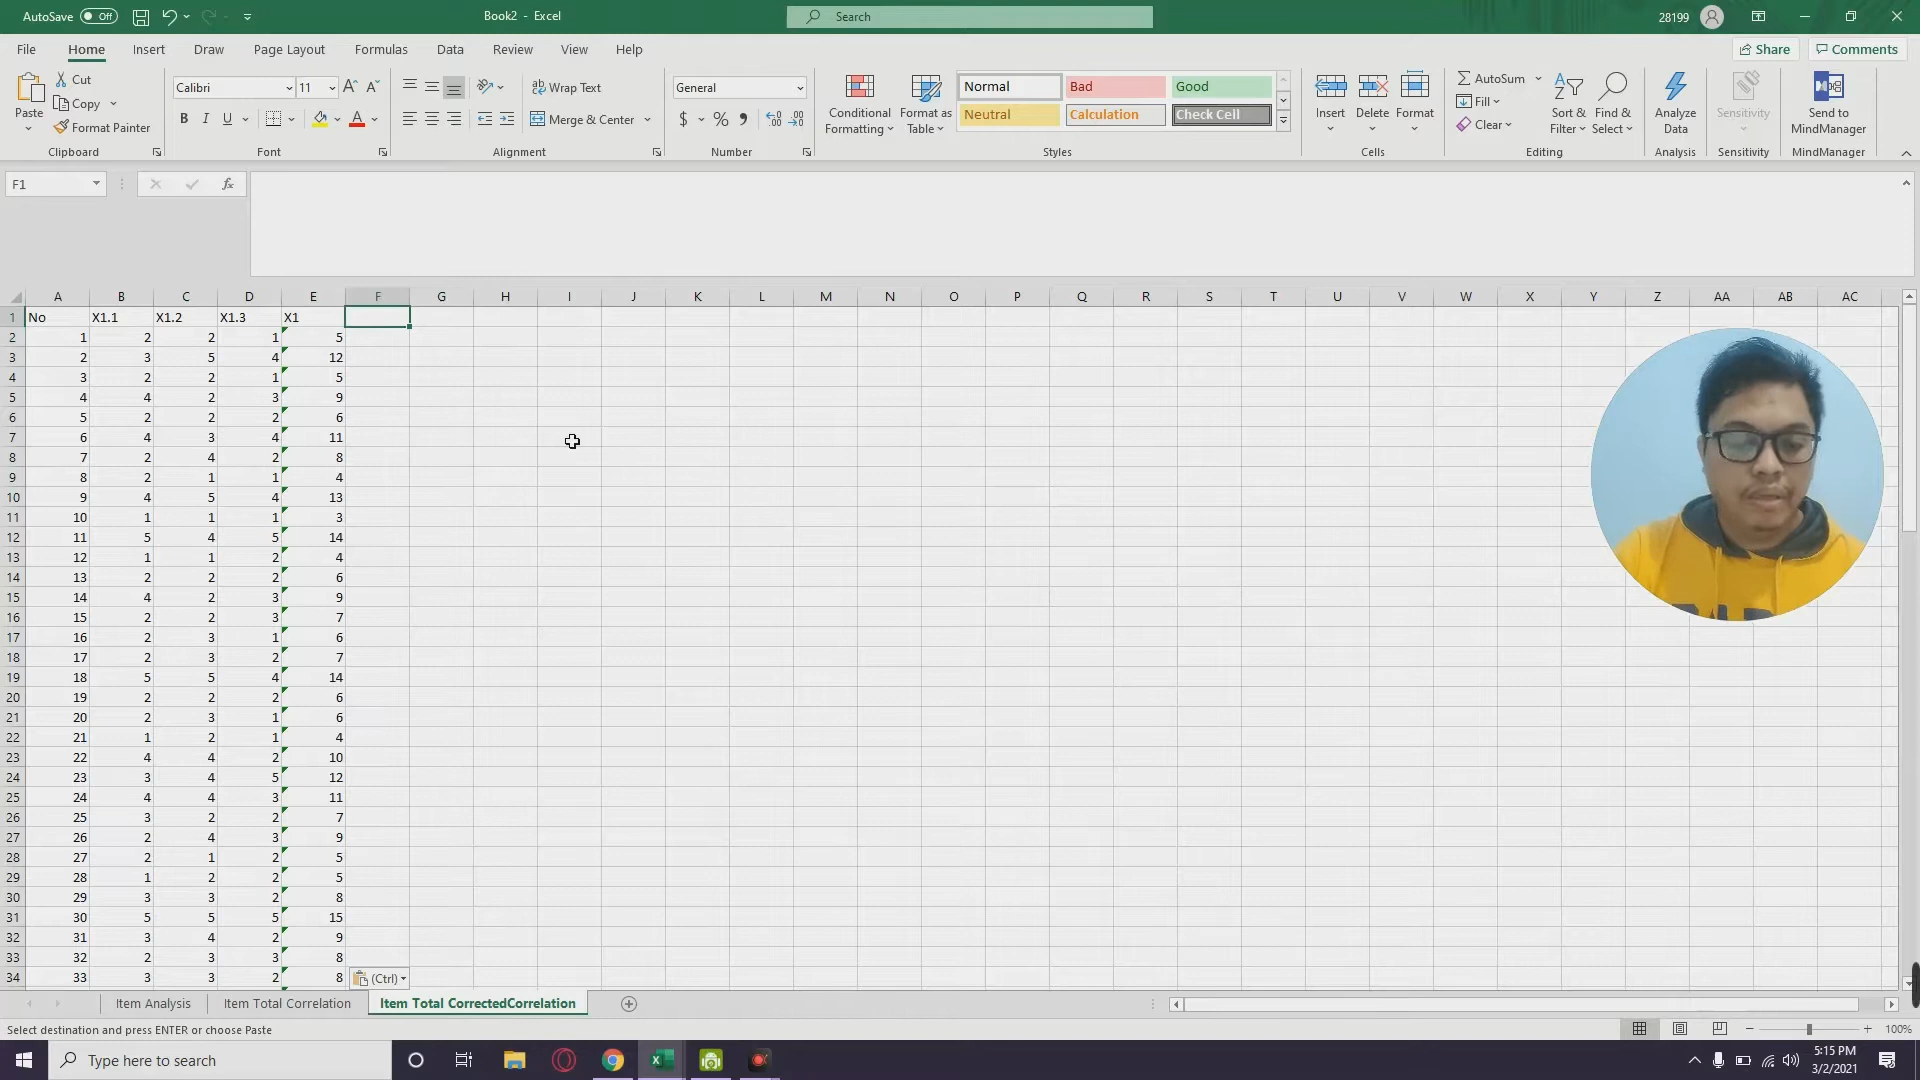 AutoSave Off Book2 - Excel Search 28199
File Home Insert Draw Page Layout Formulas Data Review View Help Share Comments
Paste Cut Copy Format Painter Clipboard
Calibri 11 A A B I U A Font
Wrap Text Merge & Center Alignment
General $ % Number
Conditional Formatting Format as Table Normal Bad Good Neutral Calculation Check Cell Styles
Insert Delete Format Cells
AutoSum Fill Clear Sort & Filter Find & Select Editing
Analyze Data Analysis
Sensitivity Sensitivity
Send to MindManager MindManager
F1 fx
A B C D E F G H I J K L M N O P Q R S T U V W X Y Z AA AB AC
1 No X1.1 X1.2 X1.3 X1
2 1 2 2 1 5
3 2 3 5 4 12
4 3 2 2 1 5
5 4 4 2 3 9
6 5 2 2 2 6
7 6 4 3 4 11
8 7 2 4 2 8
9 8 2 1 1 4
10 9 4 5 4 13
11 10 1 1 1 3
12 11 5 4 5 14
13 12 1 1 2 4
14 13 2 2 2 6
15 14 4 2 3 9
16 15 2 2 3 7
17 16 2 3 1 6
18 17 2 3 2 7
19 18 5 5 4 14
20 19 2 2 2 6
21 20 2 3 1 6
22 21 1 2 1 4
23 22 4 4 2 10
24 23 3 4 5 12
25 24 4 4 3 11
26 25 3 2 2 7
27 26 2 4 3 9
28 27 2 1 2 5
29 28 1 2 2 5
30 29 3 3 2 8
31 30 5 5 5 15
32 31 3 4 2 9
33 32 2 3 3 8
34 33 3 3 2 8 (Ctrl)
Item Analysis Item Total Correlation Item Total CorrectedCorrelation
Select destination and press ENTER or choose Paste 100%
Type here to search 5:15 PM
3/2/2021